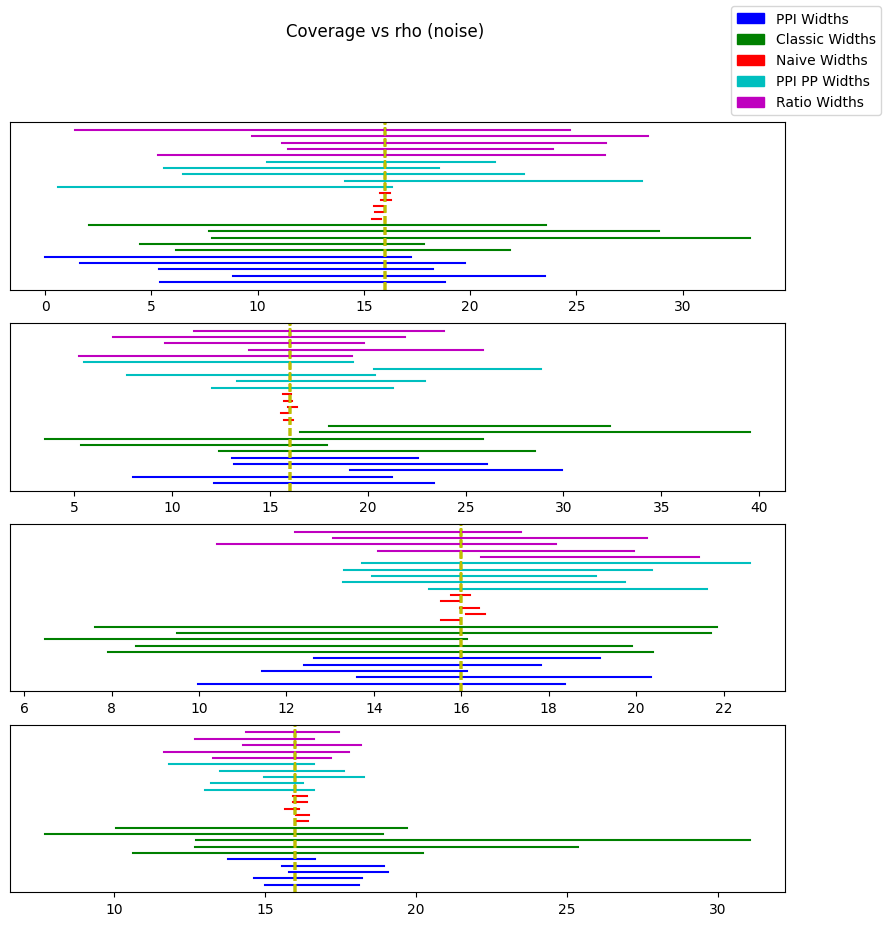 Coverage vs rho (noise)
PPI Widths
Classic Widths
Naive Widths
PPI PP Widths
Ratio Widths
0 5 10 15 20 25 30
5 10 15 20 25 30 35 40
6 8 10 12 14 16 18 20 22
10 15 20 25 30